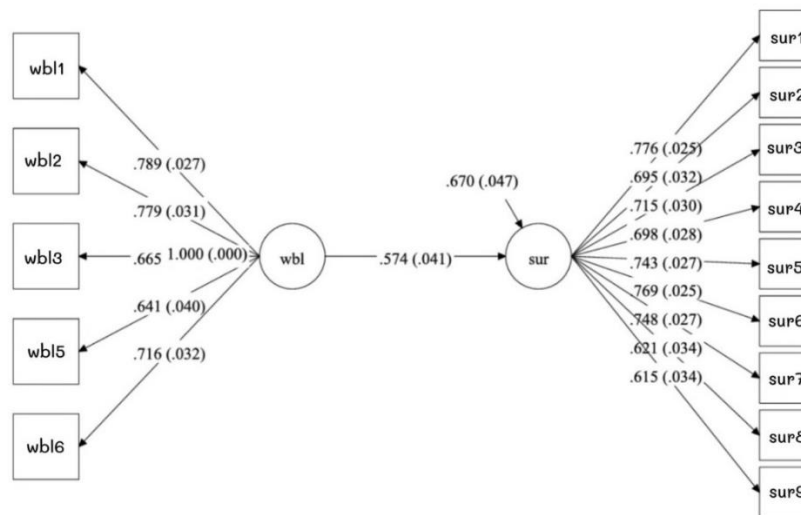 wbl1
wbl2
wbl3
wbl5
wbl6
.789 (.027)
.779 (.031)
.665
1.000 (.000)
.641 (.040)
.716 (.032)
wbl
.574 (.041)
.670 (.047)
sur
.776 (.025)
.695 (.032)
.715 (.030)
.698 (.028)
.743 (.027)
.769 (.025)
.748 (.027)
.621 (.034)
.615 (.034)
sur1
sur2
sur3
sur4
sur5
sur6
sur7
sur8
sur9